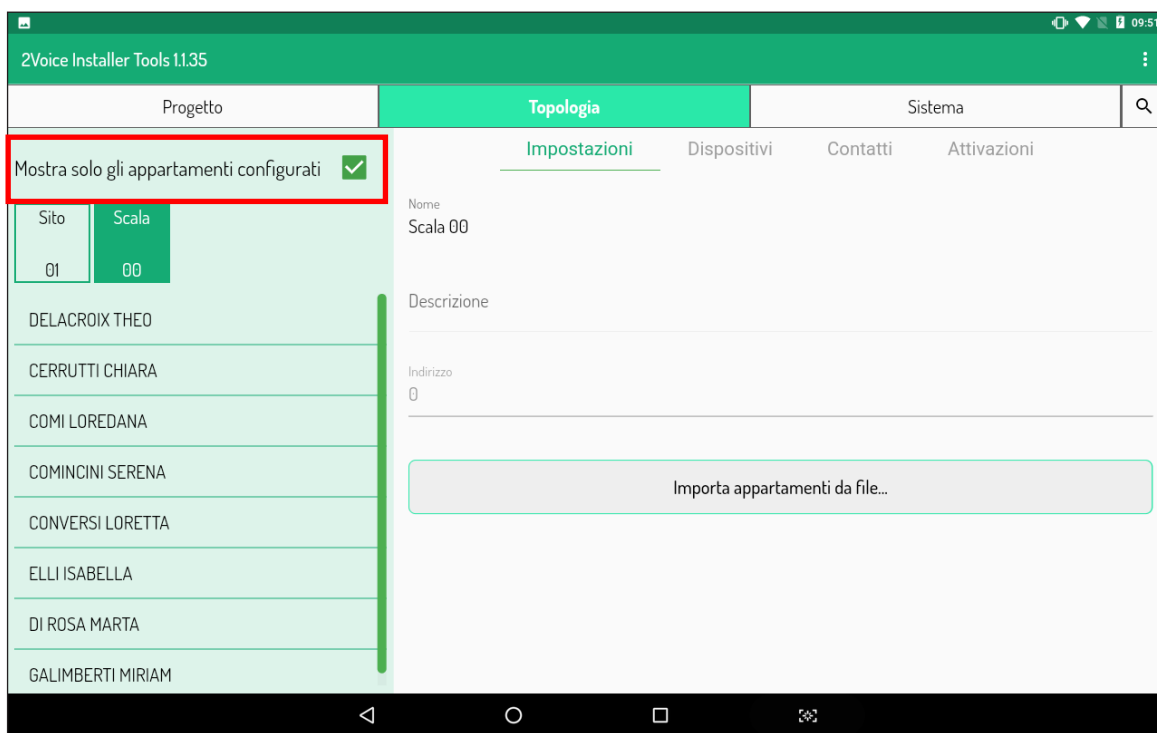 09:51
2Voice Installer Tools 1.1.35
Progetto
Topologia
Sistema
Mostra solo gli appartamenti configurati
Sito
01
Scala
00
DELACROIX THEO
CERRUTTI CHIARA
COMI LOREDANA
COMINCINI SERENA
CONVERSI LORETTA
ELLI ISABELLA
DI ROSA MARTA
GALIMBERTI MIRIAM
Impostazioni
Dispositivi
Contatti
Attivazioni
Nome
Scala 00
Descrizione
Indirizzo
0
Importa appartamenti da file...